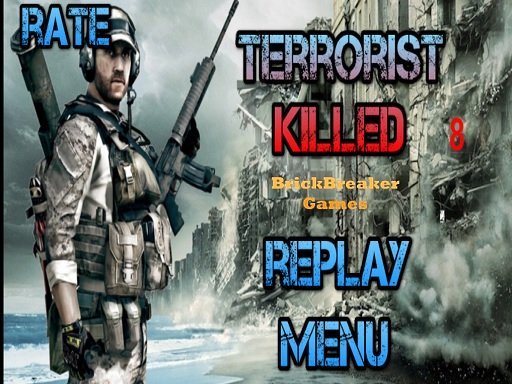 RATE
TERRORIST
KILLED 8
BrickBreaker
Games
REPLAY
MENU